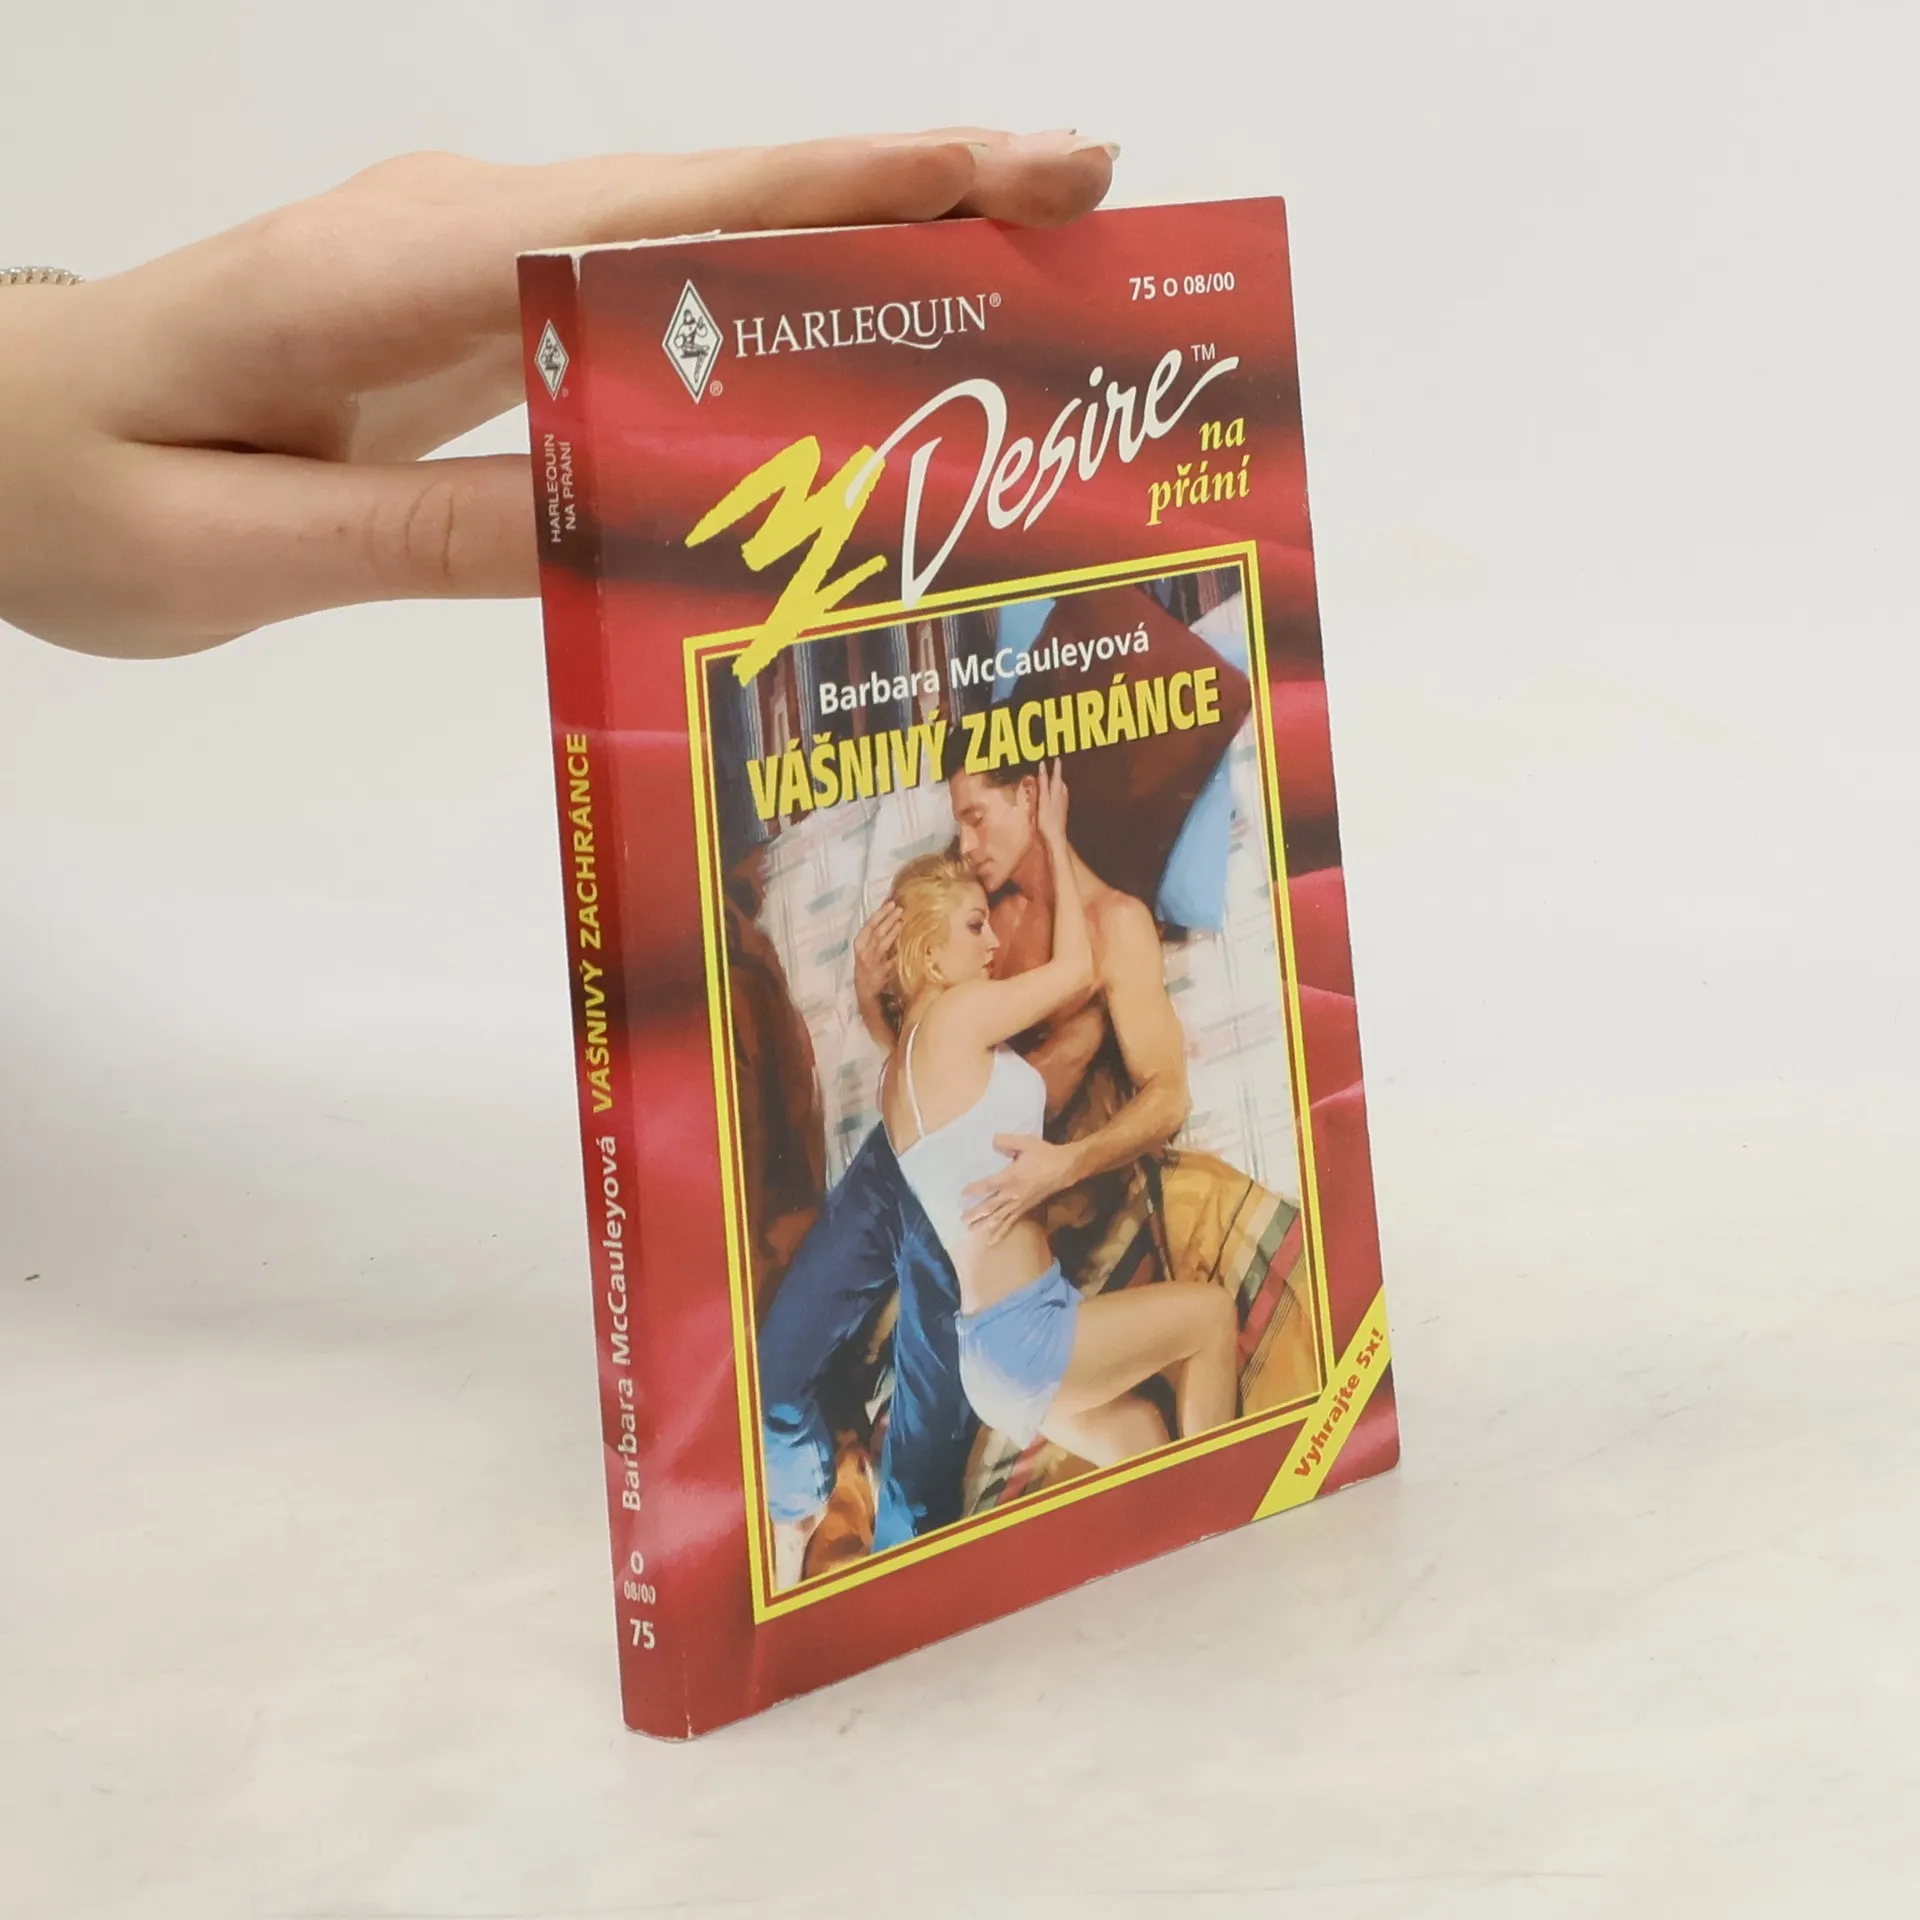 HARLEQUIN®
®
75 O 08/00
Desire™
na
přání
Barbara McCauleyová
VÁŠNIVÝ ZACHRÁNCE
Vyhrajte 5x!
®
HARLEQUIN
NA PŘÁNÍ
VÁŠNIVÝ ZACHRÁNCE
Barbara McCauleyová
O
08/00
75